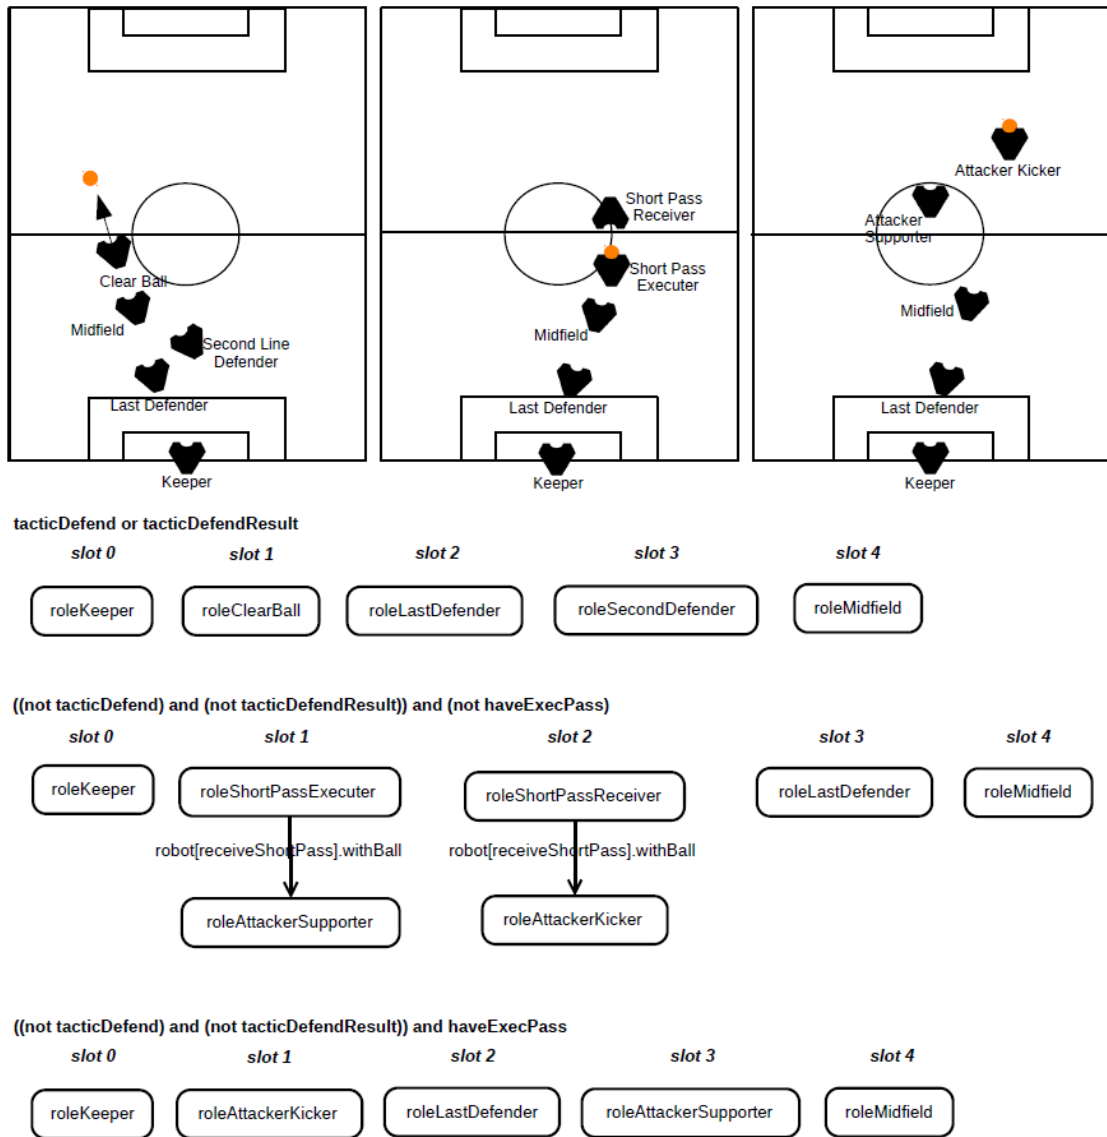 Clear Ball
Midfield
Second Line
Defender
Last Defender
Keeper
Short Pass
Receiver
Short Pass
Executer
Midfield
Last Defender
Keeper
Attacker Kicker
Attacker
Supporter
Midfield
Last Defender
Keeper
tacticDefend or tacticDefendResult
slot 0 slot 1 slot 2 slot 3 slot 4
roleKeeper roleClearBall roleLastDefender roleSecondDefender roleMidfield
((not tacticDefend) and (not tacticDefendResult)) and (not haveExecPass)
slot 0 slot 1 slot 2 slot 3 slot 4
roleKeeper roleShortPassExecuter roleShortPassReceiver roleLastDefender roleMidfield
robot[receiveShortPass].withBall robot[receiveShortPass].withBall
roleAttackerSupporter roleAttackerKicker
((not tacticDefend) and (not tacticDefendResult)) and haveExecPass
slot 0 slot 1 slot 2 slot 3 slot 4
roleKeeper roleAttackerKicker roleLastDefender roleAttackerSupporter roleMidfield